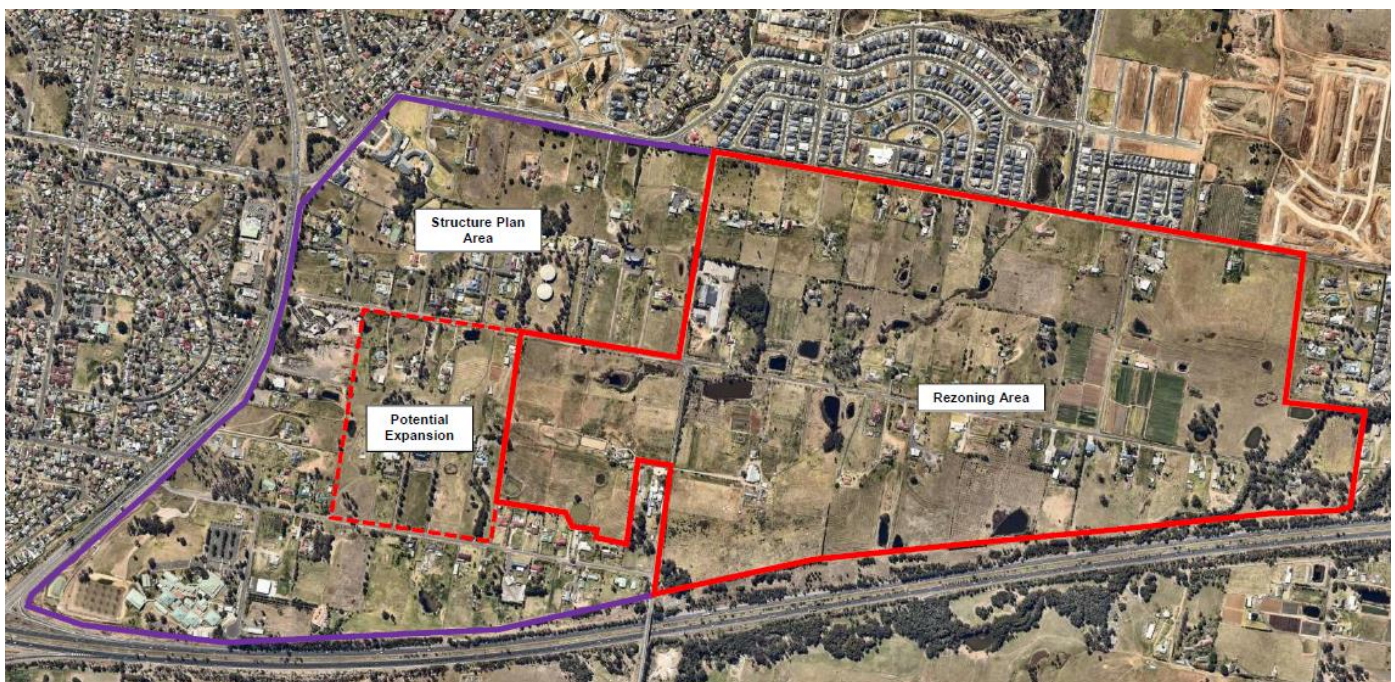 Structure Plan
Area
Potential
Expansion
Rezoning Area